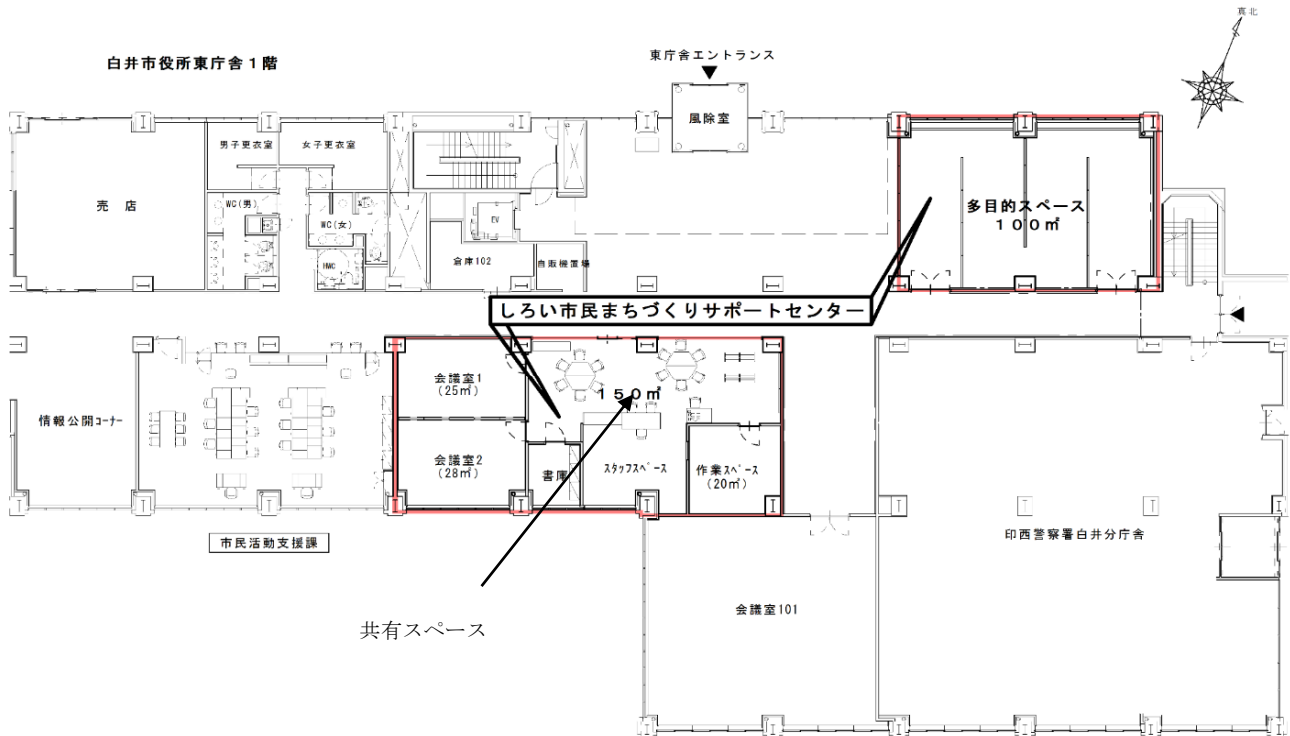 真北
白井市役所東庁舎1階
東庁舎エントランス
風除室
男子更衣室
女子更衣室
売 店
WC(男)
WC(女)
HWC
EV
倉庫102
自販機置場
多目的スペース
100㎡
しろい市民まちづくりサポートセンター
情報公開コーナー
会議室1
(25㎡)
会議室2
(28㎡)
150㎡
書庫
スタッフスペース
作業スペース
(20㎡)
市民活動支援課
印西警察署白井分庁舎
会議室101
共有スペース